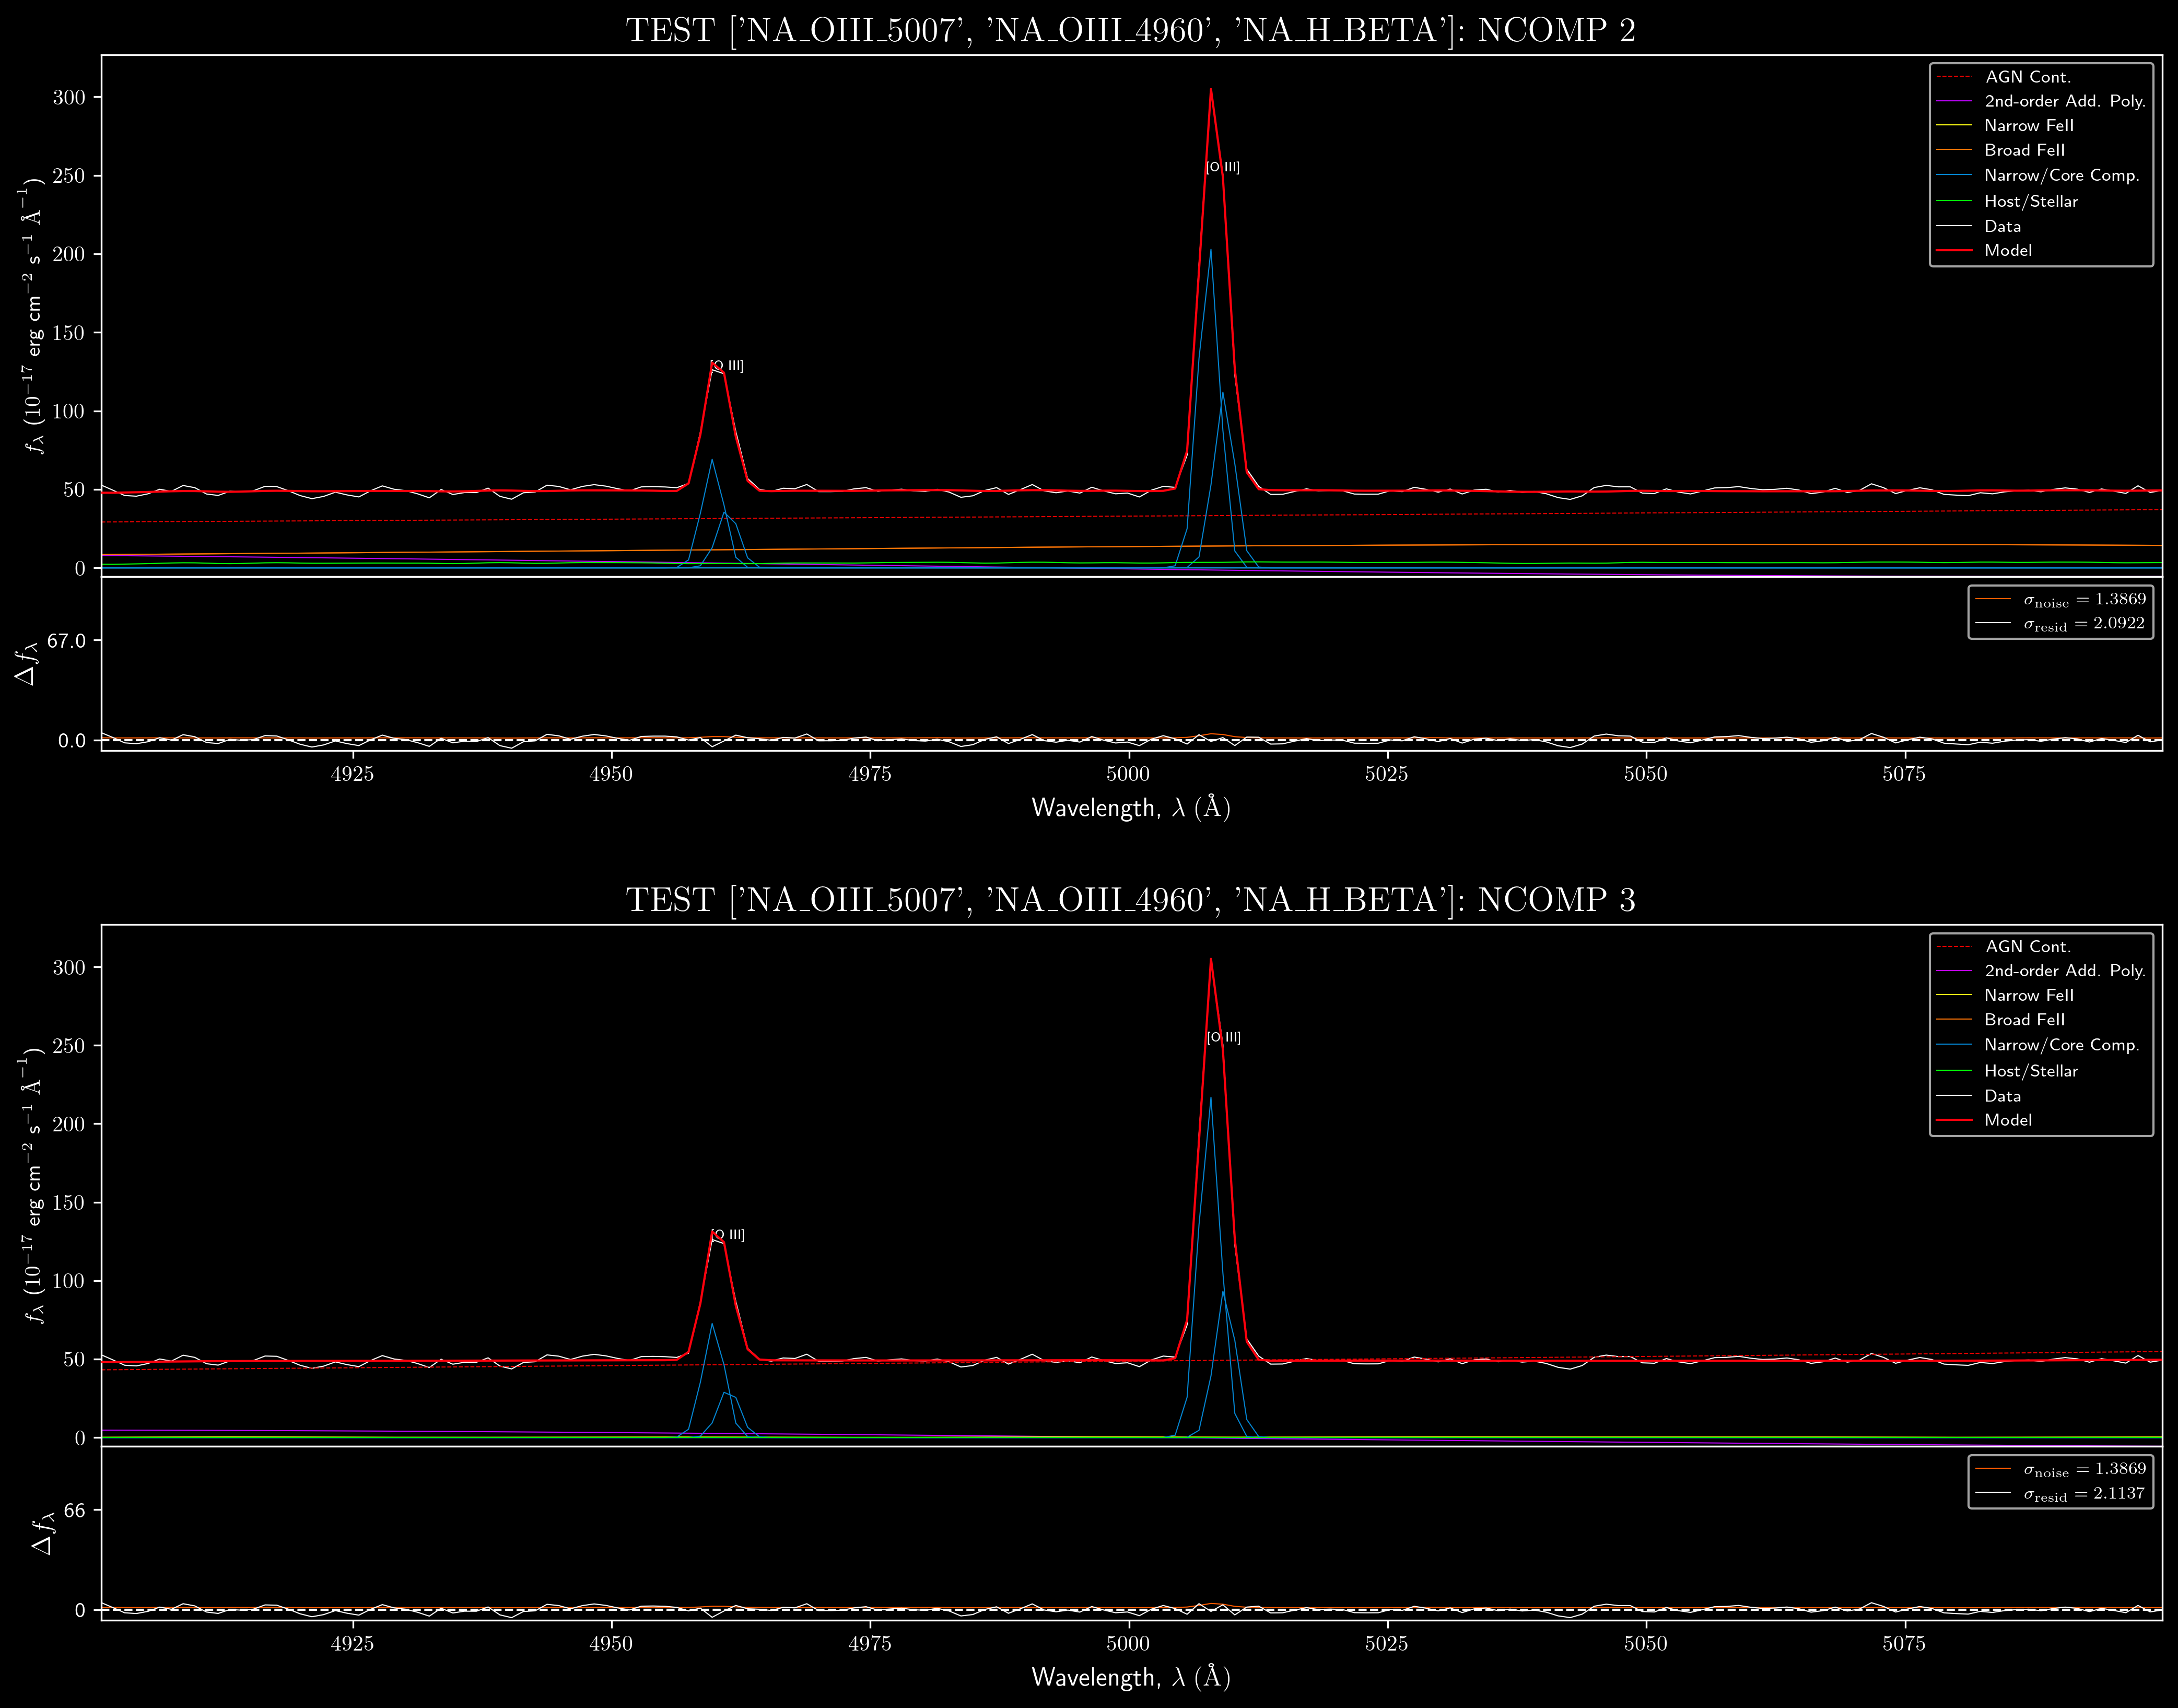 TEST ['NA_OIII_5007', 'NA_OIII_4960', 'NA_H_BETA']: NCOMP 2
300
250
200
150
100
50
0
f_λ (10⁻¹⁷ erg cm⁻² s⁻¹ Å⁻¹)
[O III]
[O III]
AGN Cont.
2nd-order Add. Poly.
Narrow FeII
Broad FeII
Narrow/Core Comp.
Host/Stellar
Data
Model
67.0
0.0
Δf_λ
σ_noise = 1.3869
σ_resid = 2.0922
4925 4950 4975 5000 5025 5050 5075
Wavelength, λ (Å)
TEST ['NA_OIII_5007', 'NA_OIII_4960', 'NA_H_BETA']: NCOMP 3
300
250
200
150
100
50
0
f_λ (10⁻¹⁷ erg cm⁻² s⁻¹ Å⁻¹)
[O III]
[O III]
AGN Cont.
2nd-order Add. Poly.
Narrow FeII
Broad FeII
Narrow/Core Comp.
Host/Stellar
Data
Model
66
0
Δf_λ
σ_noise = 1.3869
σ_resid = 2.1137
4925 4950 4975 5000 5025 5050 5075
Wavelength, λ (Å)